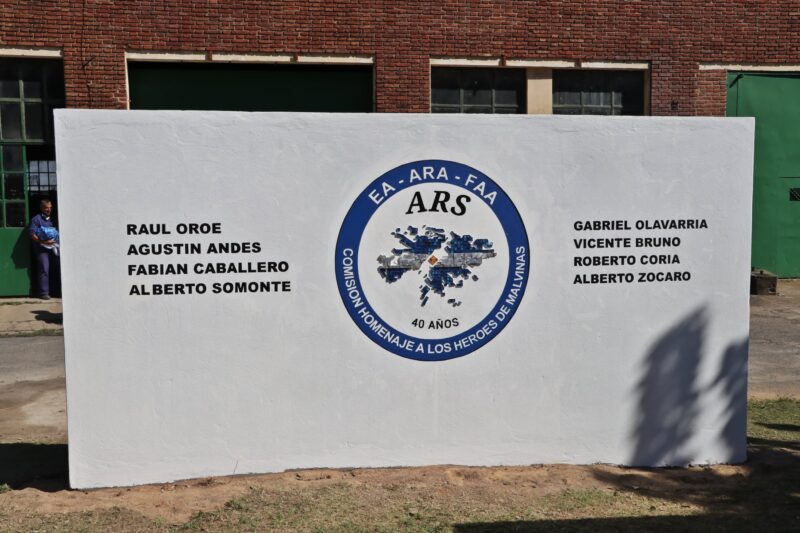 RAUL OROE
AGUSTIN ANDES
FABIAN CABALLERO
ALBERTO SOMONTE
EA - ARA - FAA
ARS
40 AÑOS
COMISION HOMENAJE A LOS HEROES DE MALVINAS
GABRIEL OLAVARRIA
VICENTE BRUNO
ROBERTO CORIA
ALBERTO ZOCARO